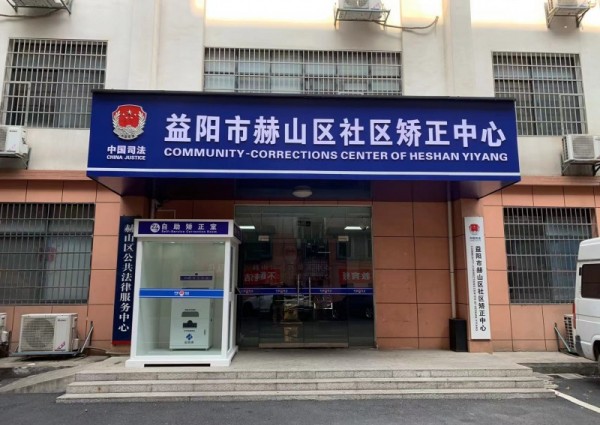 益阳市赫山区社区矫正中心
COMMUNITY-CORRECTIONS CENTER OF HESHAN YIYANG
中国司法
CHINA JUSTICE
自助矫正室
赫山区公共法律服务中心
益阳市赫山区社区矫正中心